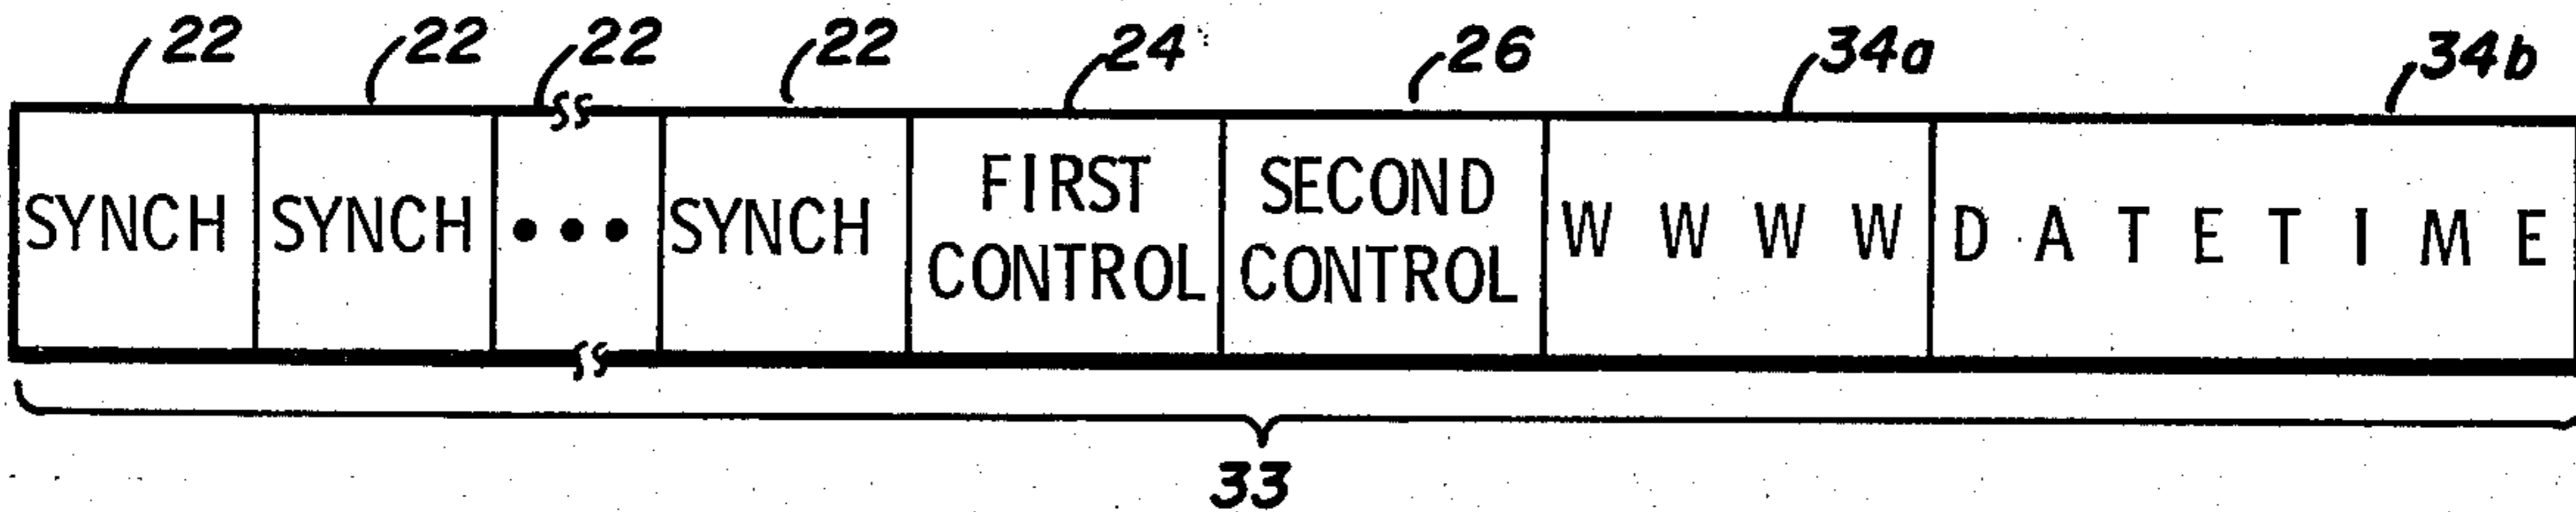 22 22 22 22 24 26 34a 34b
SYNCH SYNCH ••• SYNCH FIRST CONTROL SECOND CONTROL W W W W D A T E T I M E
33